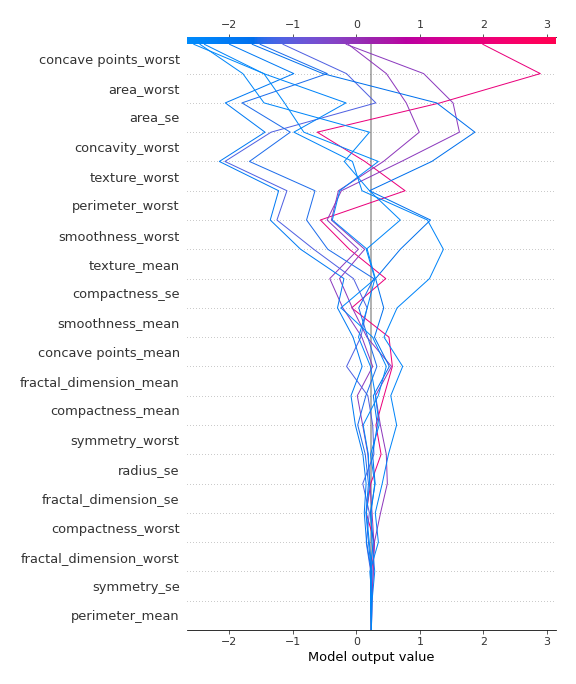 −2 −1 0 1 2 3
concave points_worst
area_worst
area_se
concavity_worst
texture_worst
perimeter_worst
smoothness_worst
texture_mean
compactness_se
smoothness_mean
concave points_mean
fractal_dimension_mean
compactness_mean
symmetry_worst
radius_se
fractal_dimension_se
compactness_worst
fractal_dimension_worst
symmetry_se
perimeter_mean
−2 −1 0 1 2 3
Model output value